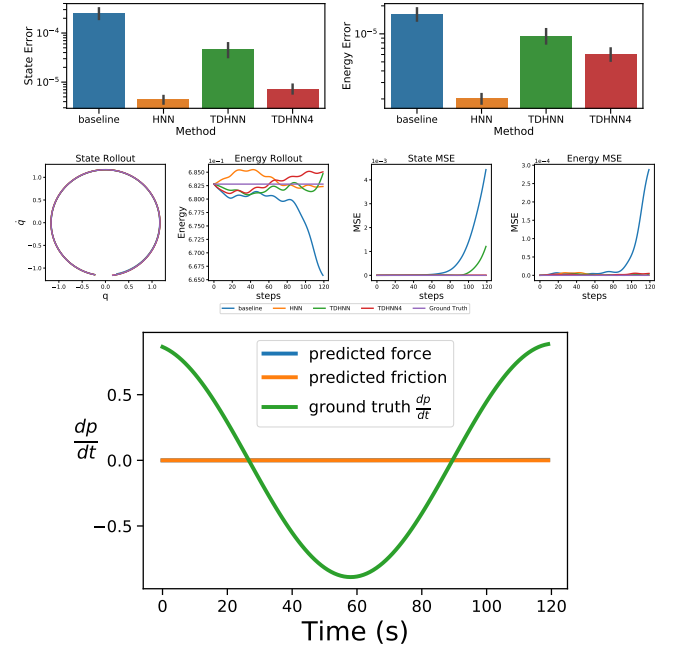 State Error
10⁻⁴
10⁻⁵
baseline HNN TDHNN TDHNN4
Method
Energy Error
10⁻⁵
baseline HNN TDHNN TDHNN4
Method
State Rollout
q̇
1.0
0.5
0.0
−0.5
−1.0
−1.0 −0.5 0.0 0.5 1.0
q
Energy Rollout
1e−1
Energy
6.850
6.825
6.800
6.775
6.750
6.725
6.700
6.675
6.650
0 20 40 60 80 100 120
steps
State MSE
1e−3
MSE
4
3
2
1
0
0 20 40 60 80 100 120
steps
Energy MSE
1e−4
MSE
3.0
2.5
2.0
1.5
1.0
0.5
0.0
0 20 40 60 80 100 120
steps
baseline HNN TDHNN TDHNN4 Ground Truth
predicted force
predicted friction
ground truth dp/dt
dp/dt
0.5
0.0
−0.5
0 20 40 60 80 100 120
Time (s)